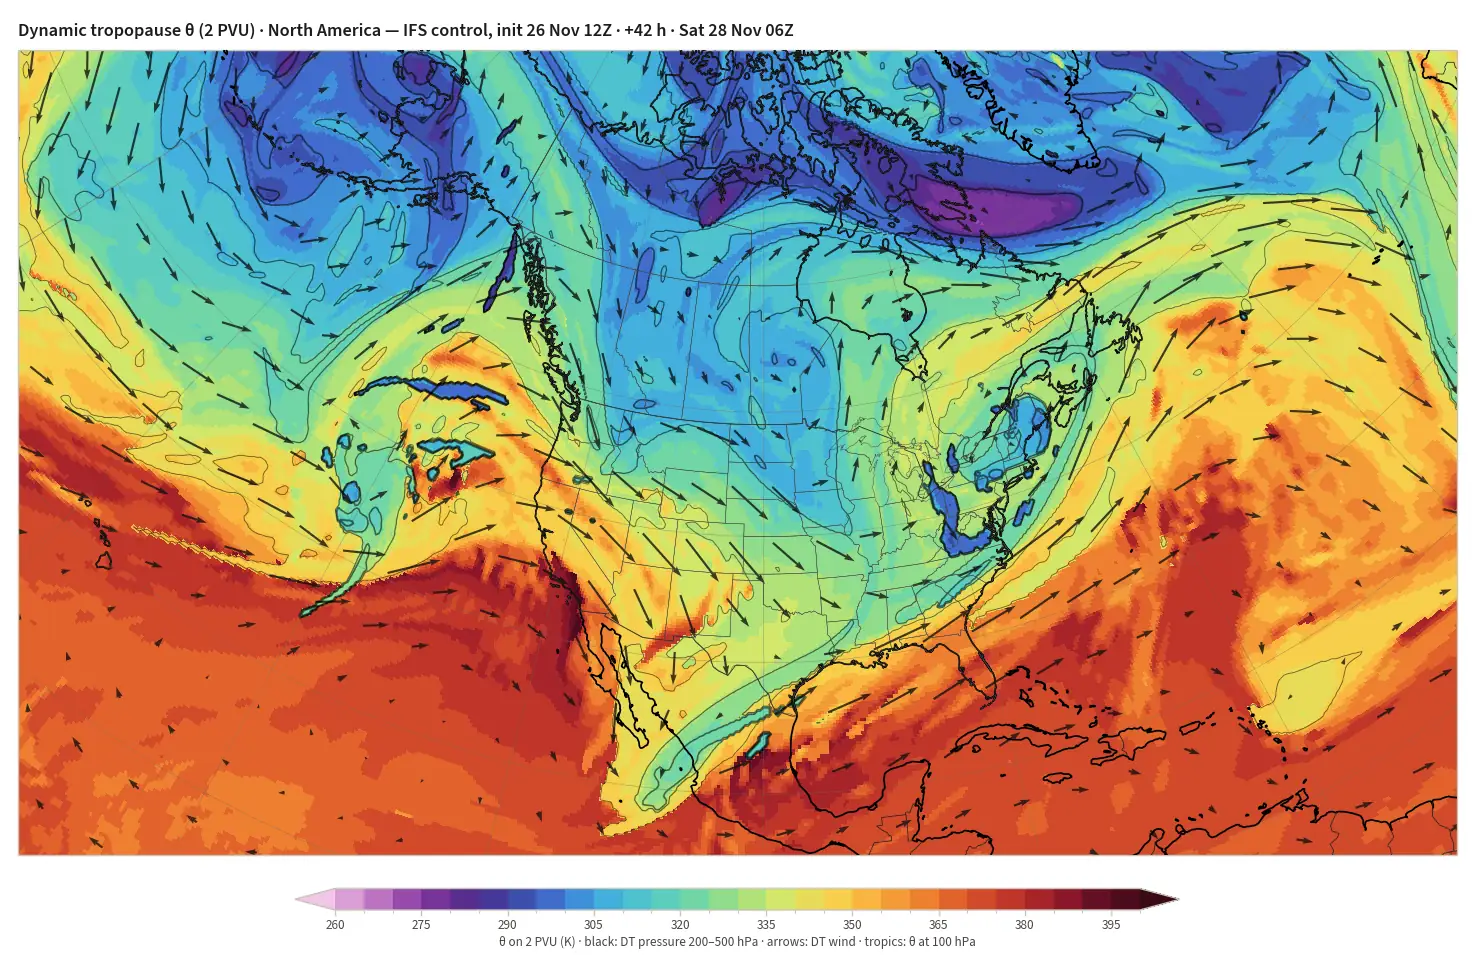 Dynamic tropopause θ (2 PVU) · North America — IFS control, init 26 Nov 12Z · +42 h · Sat 28 Nov 06Z
260 275 290 305 320 335 350 365 380 395
θ on 2 PVU (K) · black: DT pressure 200–500 hPa · arrows: DT wind · tropics: θ at 100 hPa